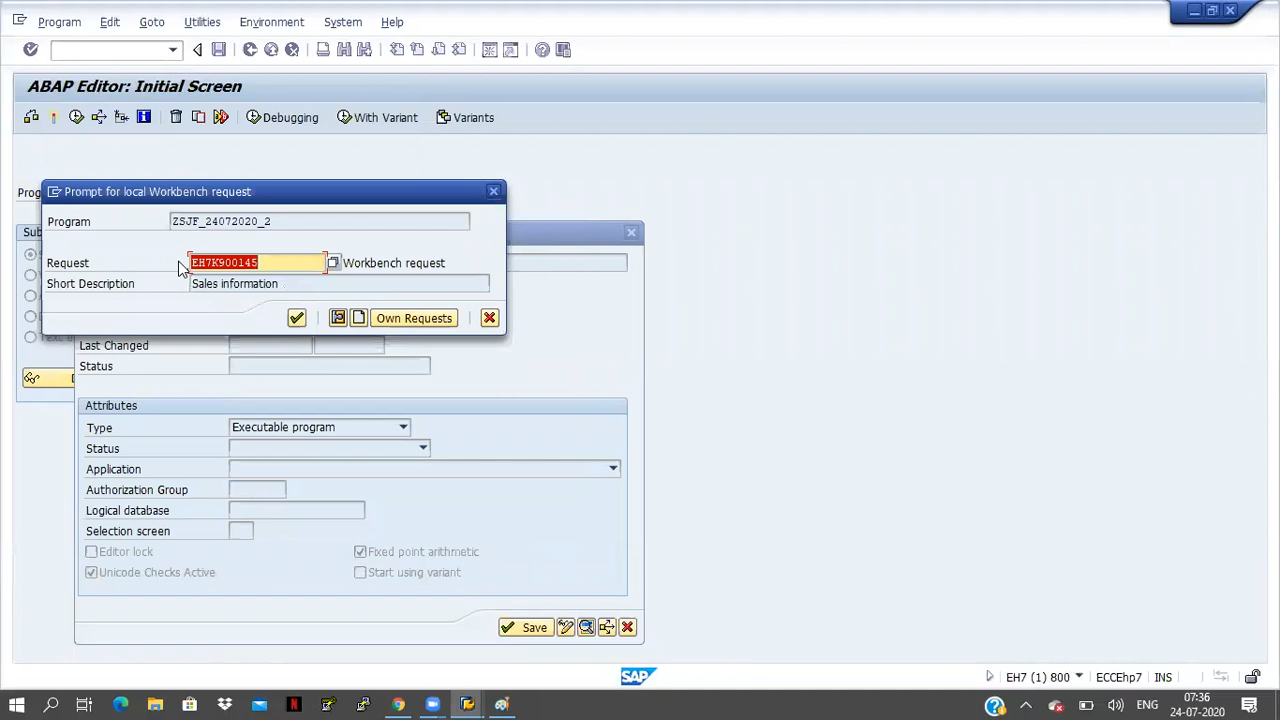 Program Edit Goto Utilities Environment System Help
ABAP Editor: Initial Screen
Debugging With Variant Variants
Prompt for local Workbench request
Program ZSJF_24072020_2
Request EH7K900145 Workbench request
Short Description Sales information
Own Requests
Last Changed
Status
Attributes
Type Executable program
Status
Application
Authorization Group
Logical database
Selection screen
Editor lock Fixed point arithmetic
Unicode Checks Active Start using variant
Save
SAP EH7 (1) 800 ECCEhp7 INS
ENG 07:36
24-07-2020